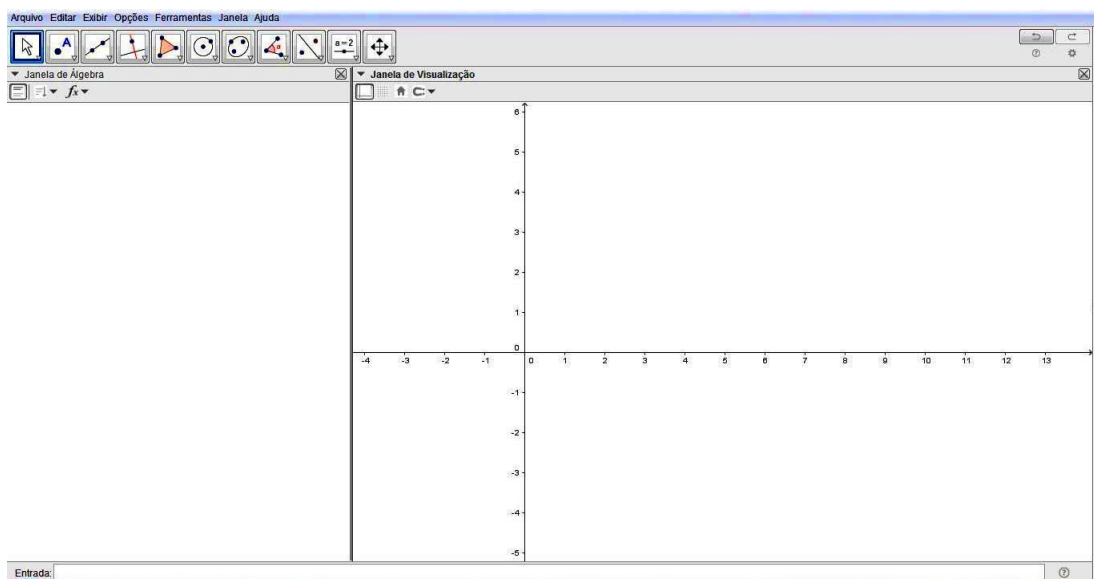 Arquivo Editar Exibir Opções Ferramentas Janela Ajuda
A
α
a=2
Janela de Álgebra
Janela de Visualização
fx
6
5
4
3
2
1
0
-4 -3 -2 -1 0 1 2 3 4 5 6 7 8 9 10 11 12 13
-1
-2
-3
-4
-5
Entrada: